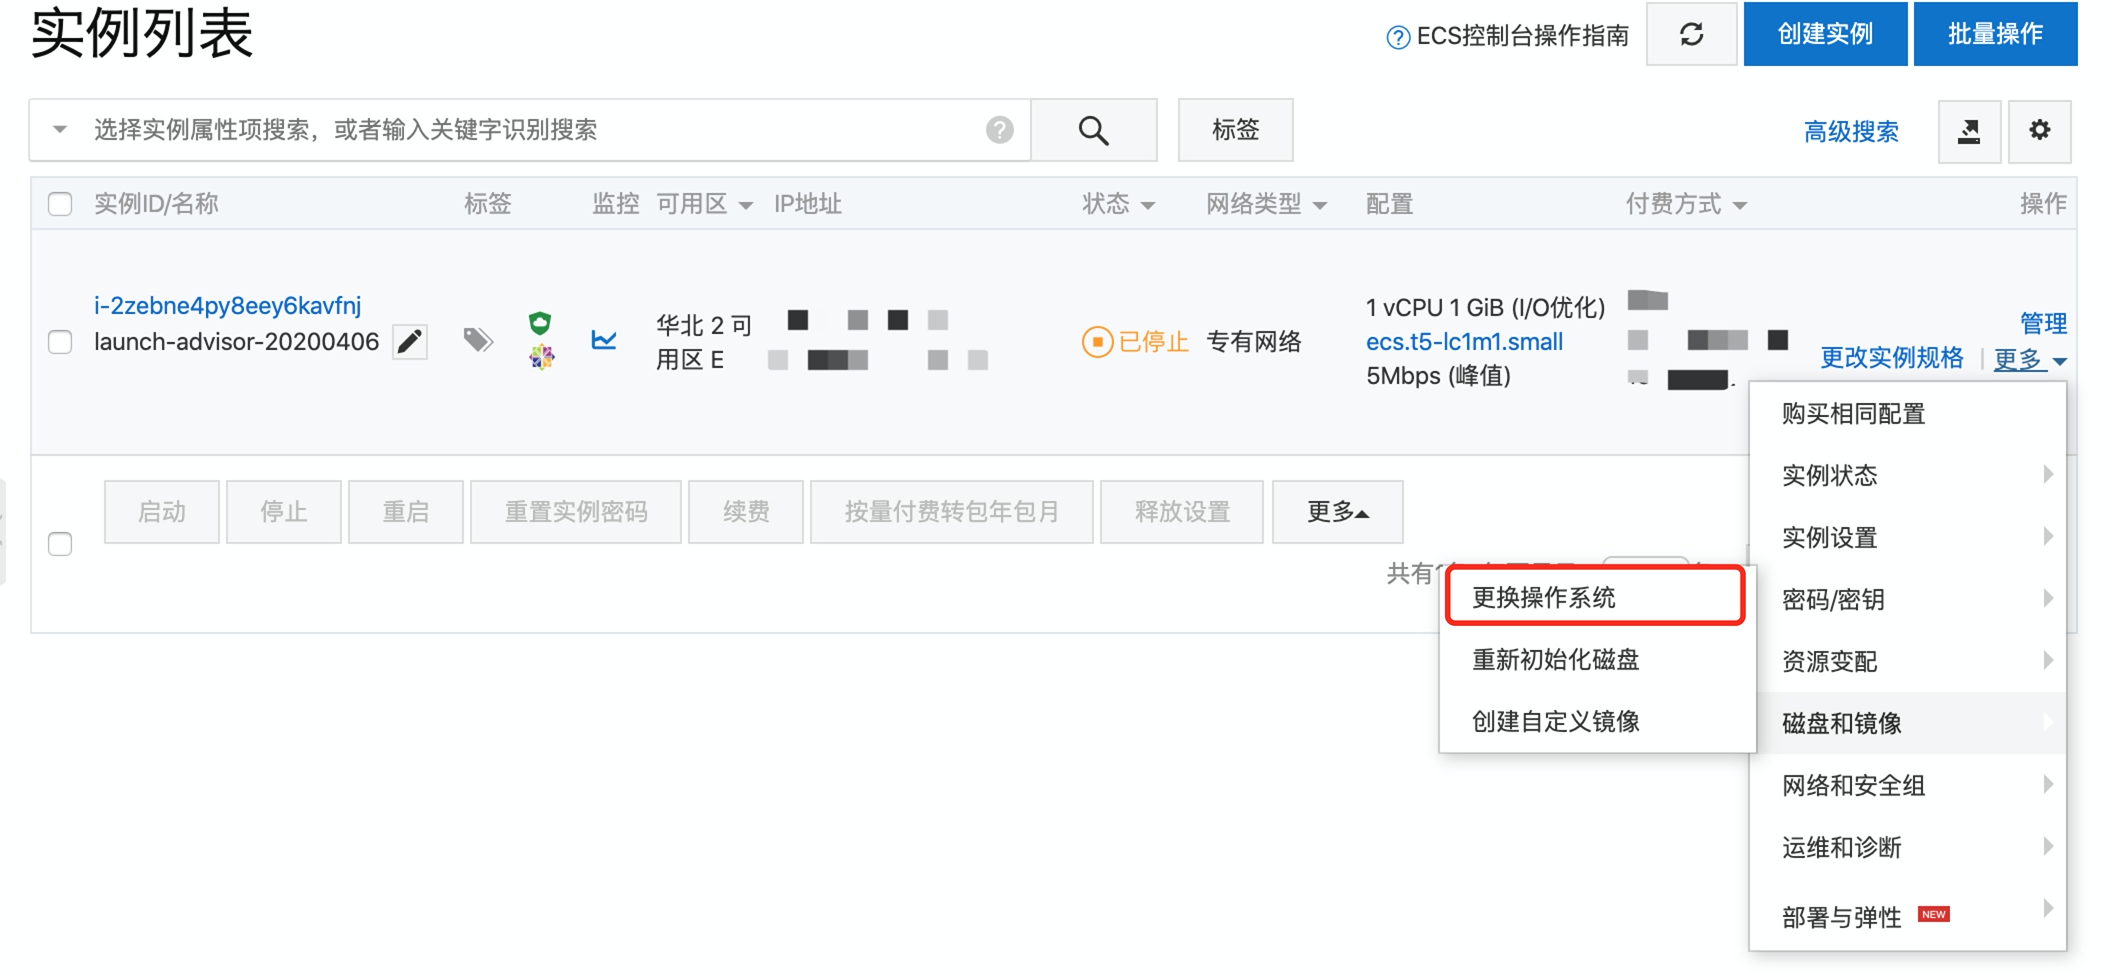 实例列表
ECS控制台操作指南
创建实例
批量操作
选择实例属性项搜索，或者输入关键字识别搜索
标签
高级搜索
实例ID/名称 标签 监控 可用区 IP地址 状态 网络类型 配置 付费方式 操作
i-2zebne4py8eey6kavfnj
launch-advisor-20200406
华北 2 可
用区 E
已停止
专有网络
1 vCPU 1 GiB (I/O优化)
ecs.t5-lc1m1.small
5Mbps (峰值)
管理
更改实例规格 | 更多
启动 停止 重启 重置实例密码 续费 按量付费转包年包月 释放设置 更多
共有
更换操作系统
重新初始化磁盘
创建自定义镜像
购买相同配置
实例状态
实例设置
密码/密钥
资源变配
磁盘和镜像
网络和安全组
运维和诊断
部署与弹性 NEW